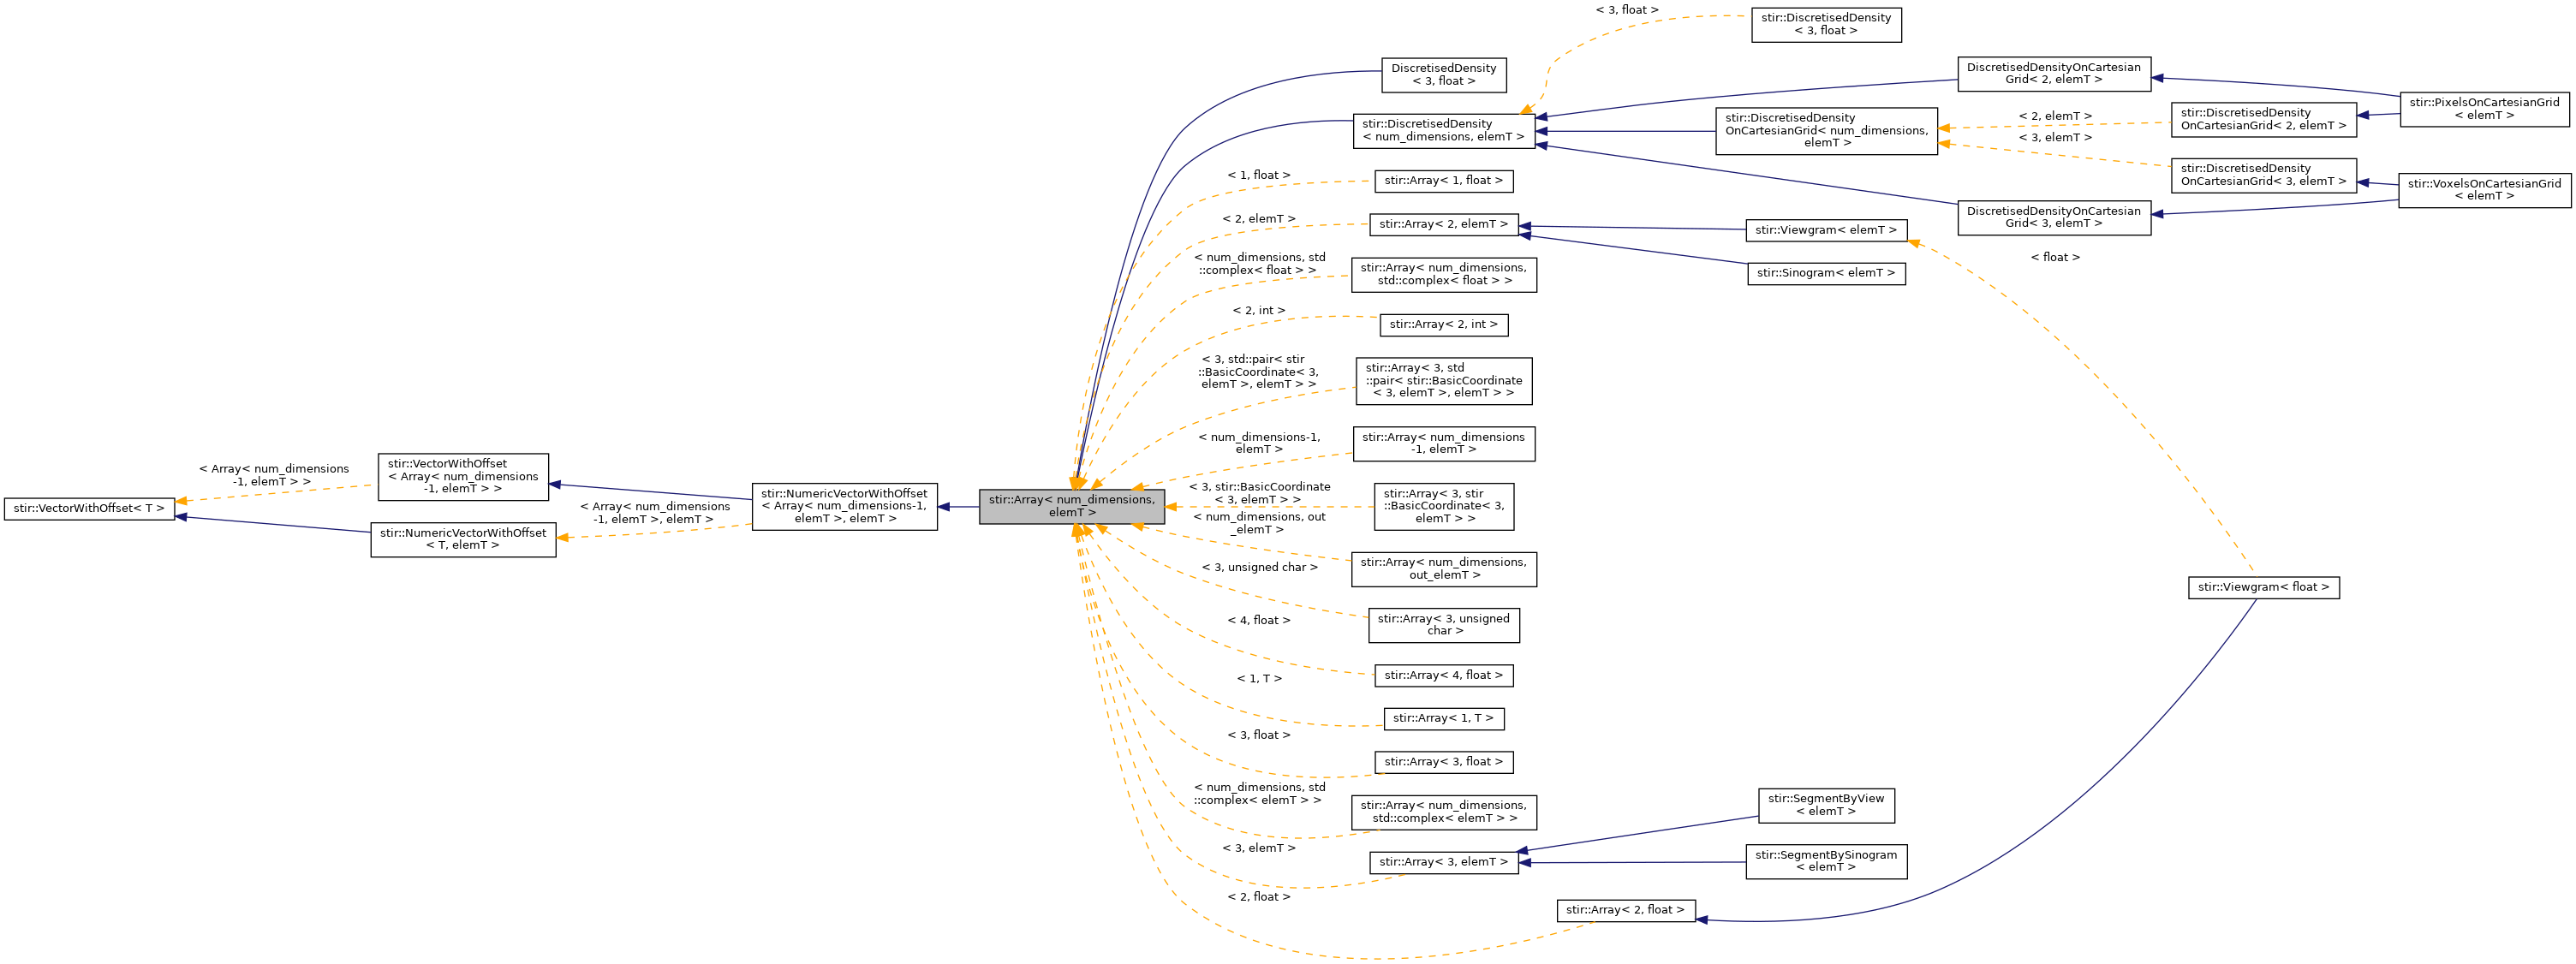 stir::VectorWithOffset< T >
< Array< num_dimensions
-1, elemT > >
stir::VectorWithOffset
< Array< num_dimensions
-1, elemT > >
stir::NumericVectorWithOffset
< T, elemT >
< Array< num_dimensions
-1, elemT >, elemT >
stir::NumericVectorWithOffset
< Array< num_dimensions-1,
elemT >, elemT >
stir::Array< num_dimensions,
elemT >
< 3, float >
stir::DiscretisedDensity
< 3, float >
DiscretisedDensity
< 3, float >
stir::DiscretisedDensity
< num_dimensions, elemT >
DiscretisedDensityOnCartesian
Grid< 2, elemT >
stir::DiscretisedDensity
OnCartesianGrid< num_dimensions,
elemT >
DiscretisedDensityOnCartesian
Grid< 3, elemT >
< 2, elemT >
< 3, elemT >
stir::DiscretisedDensity
OnCartesianGrid< 2, elemT >
stir::DiscretisedDensity
OnCartesianGrid< 3, elemT >
stir::PixelsOnCartesianGrid
< elemT >
stir::VoxelsOnCartesianGrid
< elemT >
< 1, float >
stir::Array< 1, float >
< 2, elemT >
stir::Array< 2, elemT >
stir::Viewgram< elemT >
stir::Sinogram< elemT >
< float >
< num_dimensions, std
::complex< float > >
stir::Array< num_dimensions,
std::complex< float > >
< 2, int >
stir::Array< 2, int >
< 3, std::pair< stir
::BasicCoordinate< 3,
elemT >, elemT > >
stir::Array< 3, std
::pair< stir::BasicCoordinate
< 3, elemT >, elemT > >
< num_dimensions-1,
elemT >
stir::Array< num_dimensions
-1, elemT >
< 3, stir::BasicCoordinate
< 3, elemT > >
stir::Array< 3, stir
::BasicCoordinate< 3,
elemT > >
< num_dimensions, out
_elemT >
stir::Array< num_dimensions,
out_elemT >
< 3, unsigned char >
stir::Array< 3, unsigned
char >
stir::Viewgram< float >
< 4, float >
stir::Array< 4, float >
< 1, T >
stir::Array< 1, T >
< 3, float >
stir::Array< 3, float >
< num_dimensions, std
::complex< elemT > >
stir::Array< num_dimensions,
std::complex< elemT > >
< 3, elemT >
stir::Array< 3, elemT >
stir::SegmentByView
< elemT >
stir::SegmentBySinogram
< elemT >
< 2, float >
stir::Array< 2, float >